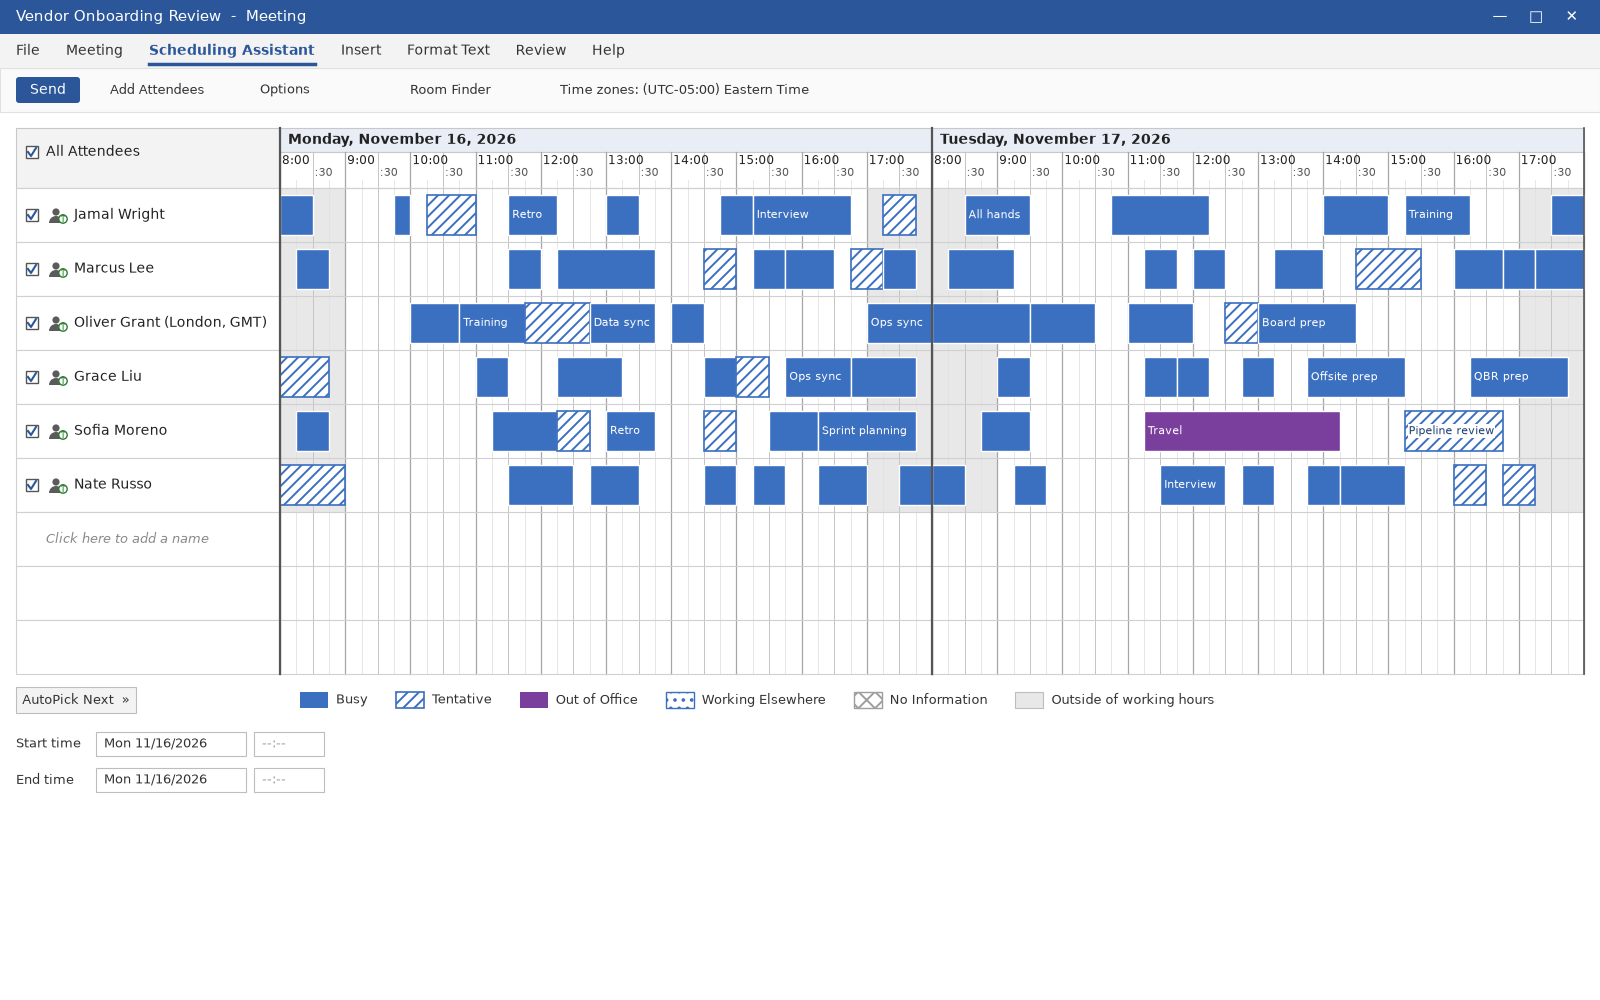 Vendor Onboarding Review - Meeting
File Meeting Scheduling Assistant Insert Format Text Review Help
Send Add Attendees Options Room Finder Time zones: (UTC-05:00) Eastern Time
Monday, November 16, 2026 Tuesday, November 17, 2026
All Attendees
8:00 9:00 10:00 11:00 12:00 13:00 14:00 15:00 16:00 17:00 8:00 9:00 10:00 11:00 12:00 13:00 14:00 15:00 16:00 17:00
:30 :30 :30 :30 :30 :30 :30 :30 :30 :30 :30 :30 :30 :30 :30 :30 :30 :30 :30 :30
Jamal Wright Retro Interview All hands Training
Marcus Lee
Oliver Grant (London, GMT) Training Data sync Ops sync Board prep
Grace Liu Ops sync Offsite prep QBR prep
Sofia Moreno Retro Sprint planning Travel Pipeline review
Nate Russo Interview
Click here to add a name
AutoPick Next » Busy Tentative Out of Office Working Elsewhere No Information Outside of working hours
Start time Mon 11/16/2026 --:--
End time Mon 11/16/2026 --:--